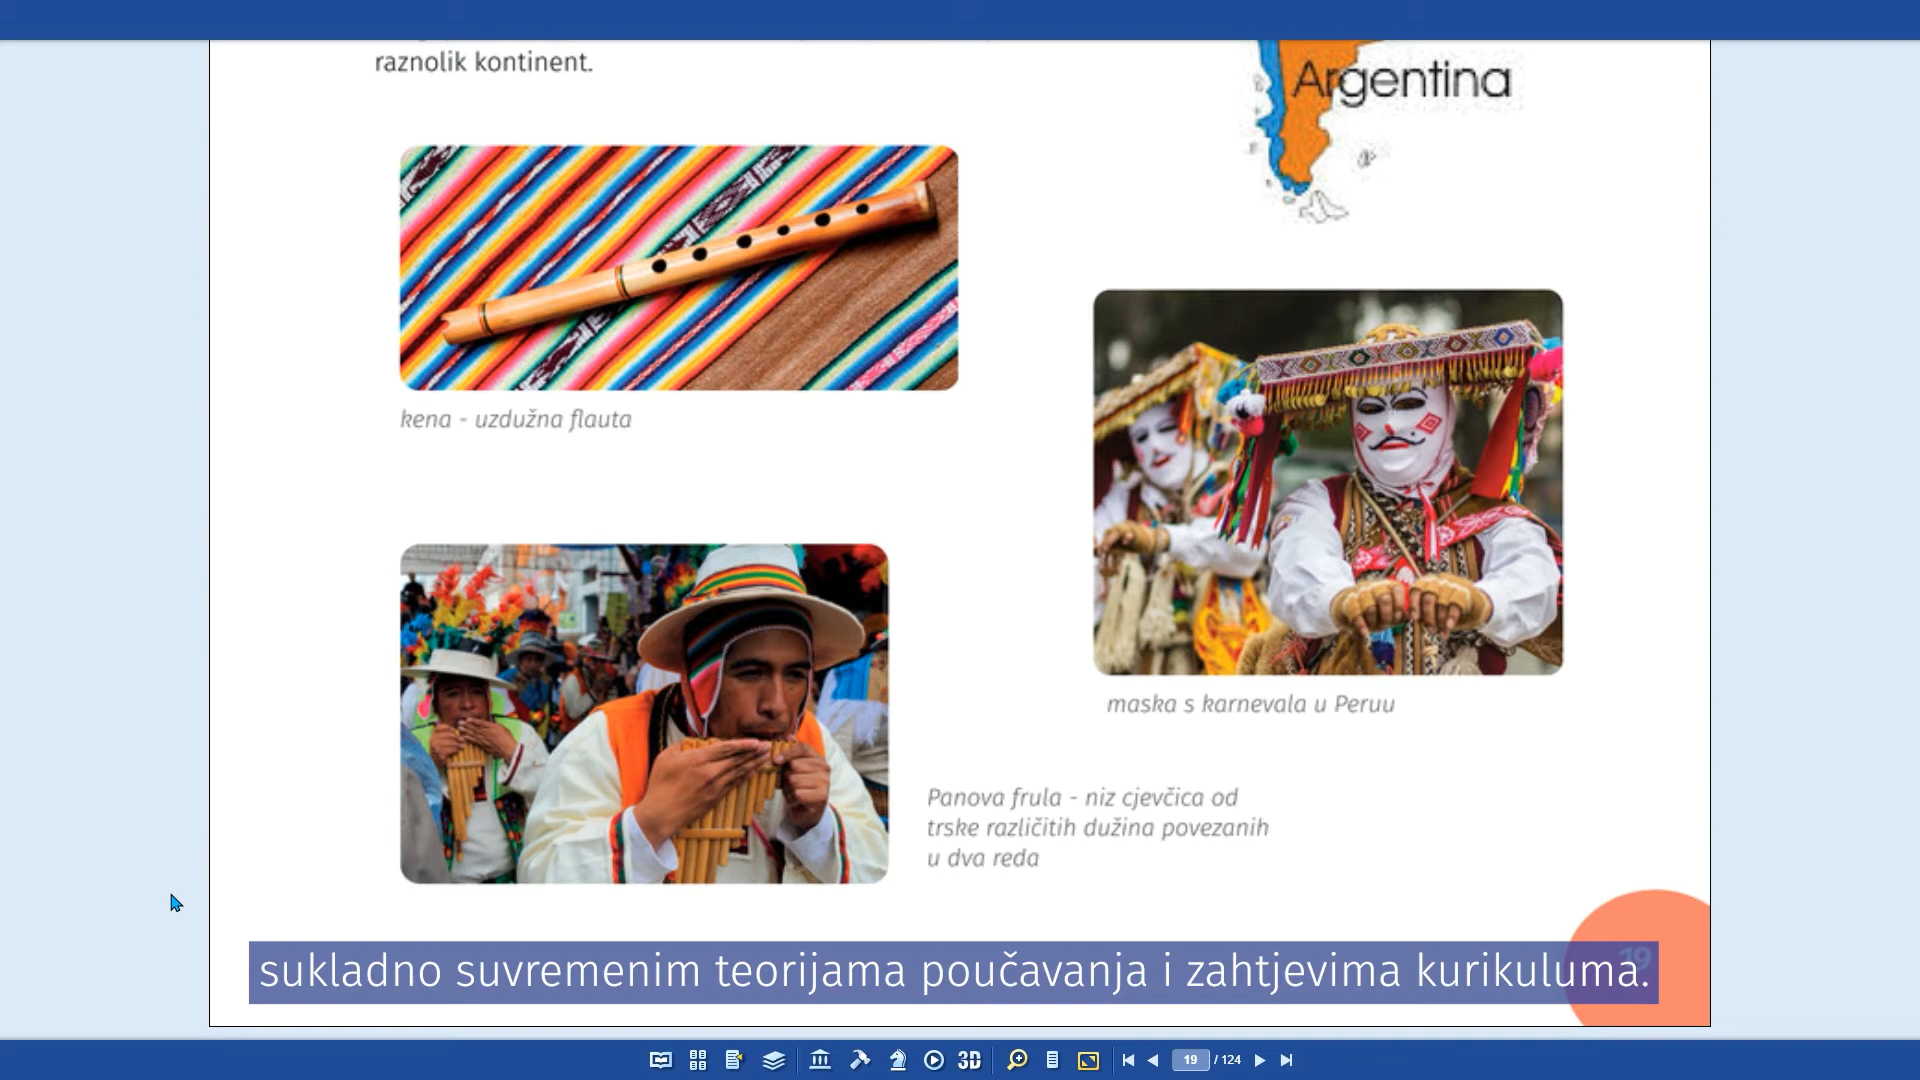 raznolik kontinent.
Argentina
kena - uzdužna flauta
maska s karnevala u Peruu
Panova frula - niz cjevčica od
trske različitih dužina povezanih
u dva reda
19
sukladno suvremenim teorijama poučavanja i zahtjevima kurikuluma.
3D
19 / 124